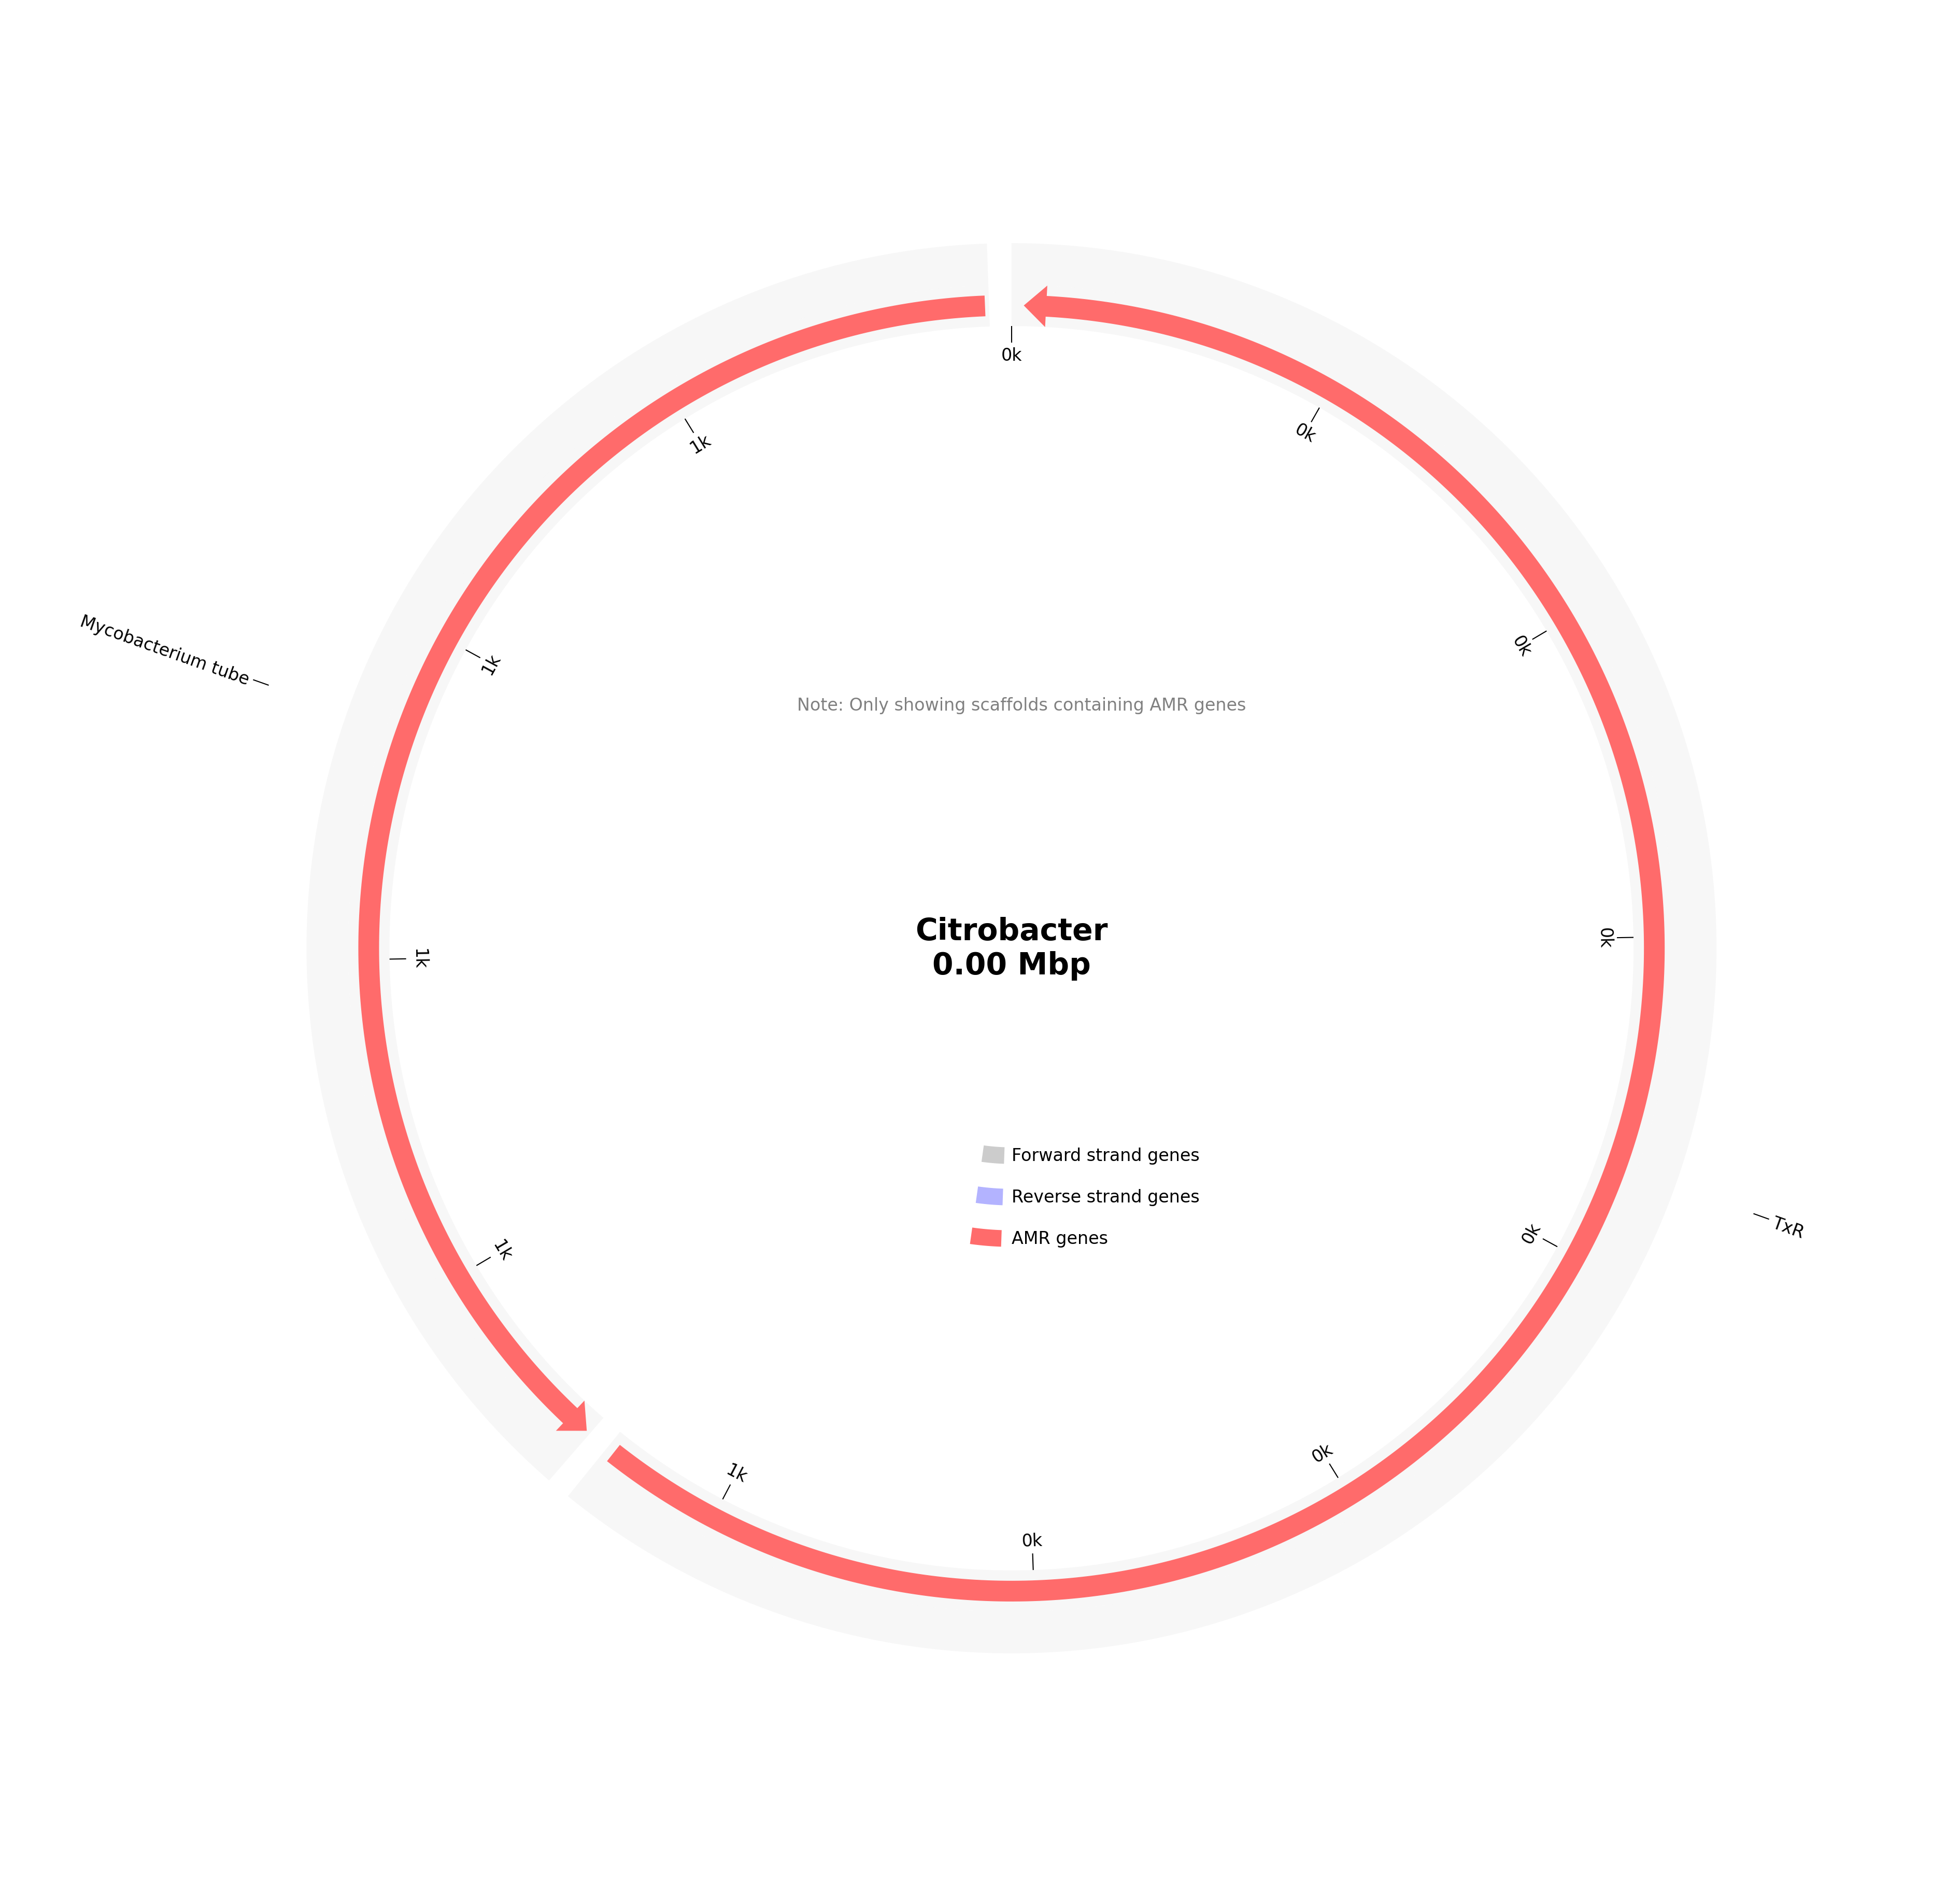 0k
0k
1k
0k
Mycobacterium tube
1k
Note: Only showing scaffolds containing AMR genes
Citrobacter
0.00 Mbp
0k
1k
Forward strand genes
Reverse strand genes
AMR genes
TxR
0k
1k
0k
1k
0k